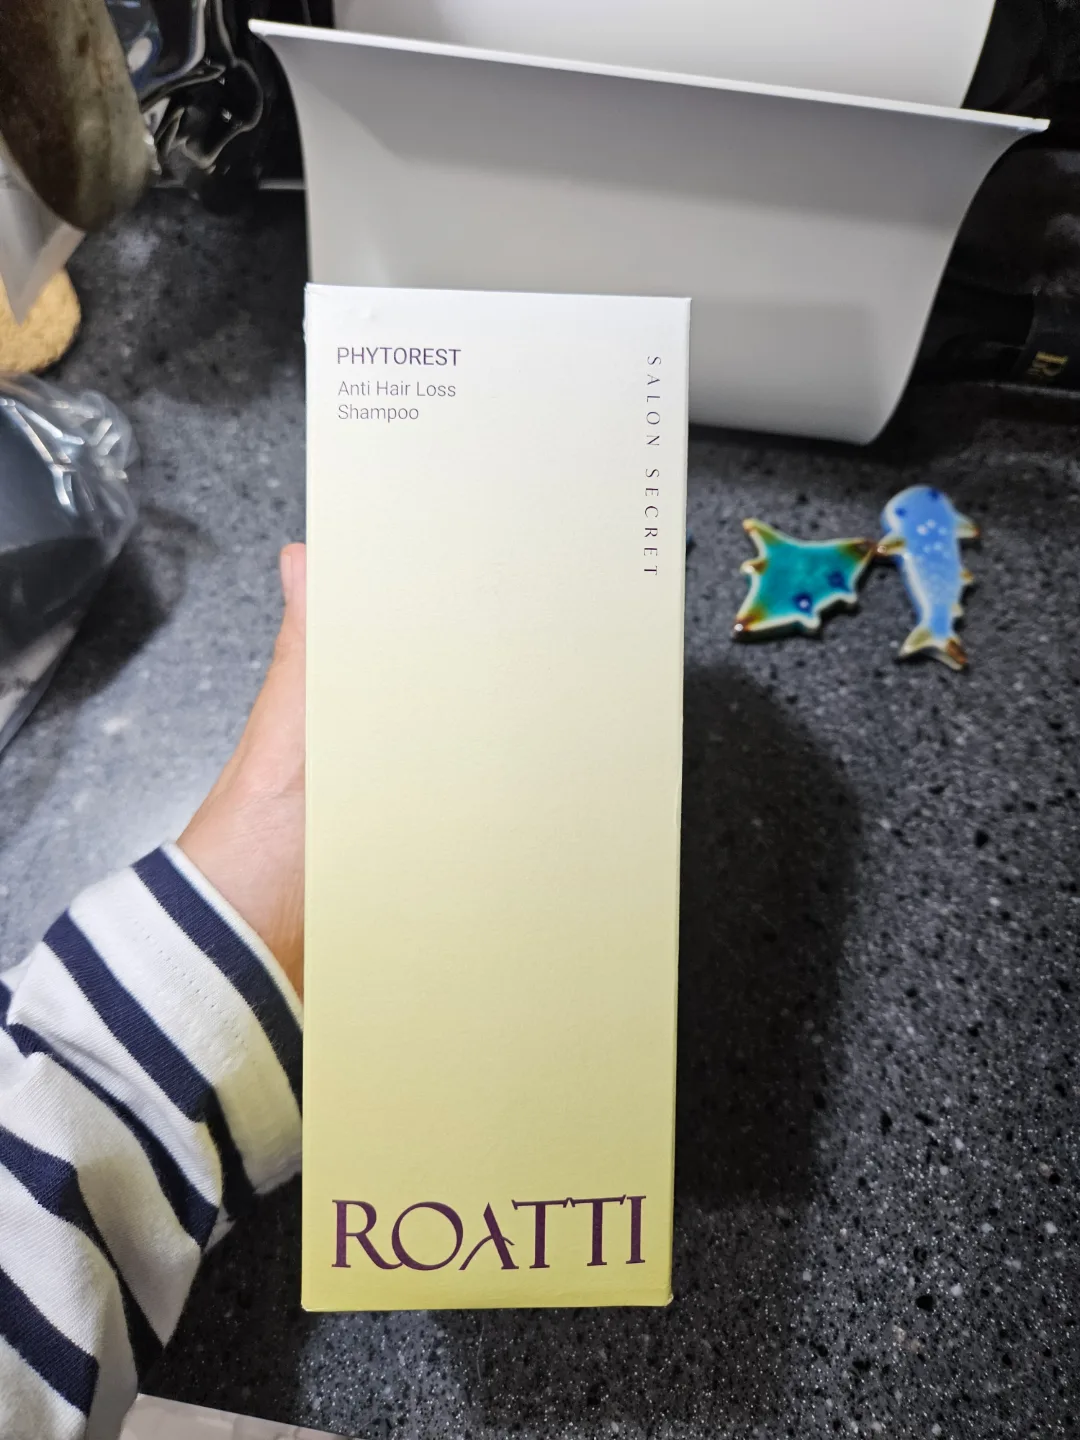 PHYTOREST
Anti Hair Loss
Shampoo
SALON SECRET
ROATTI